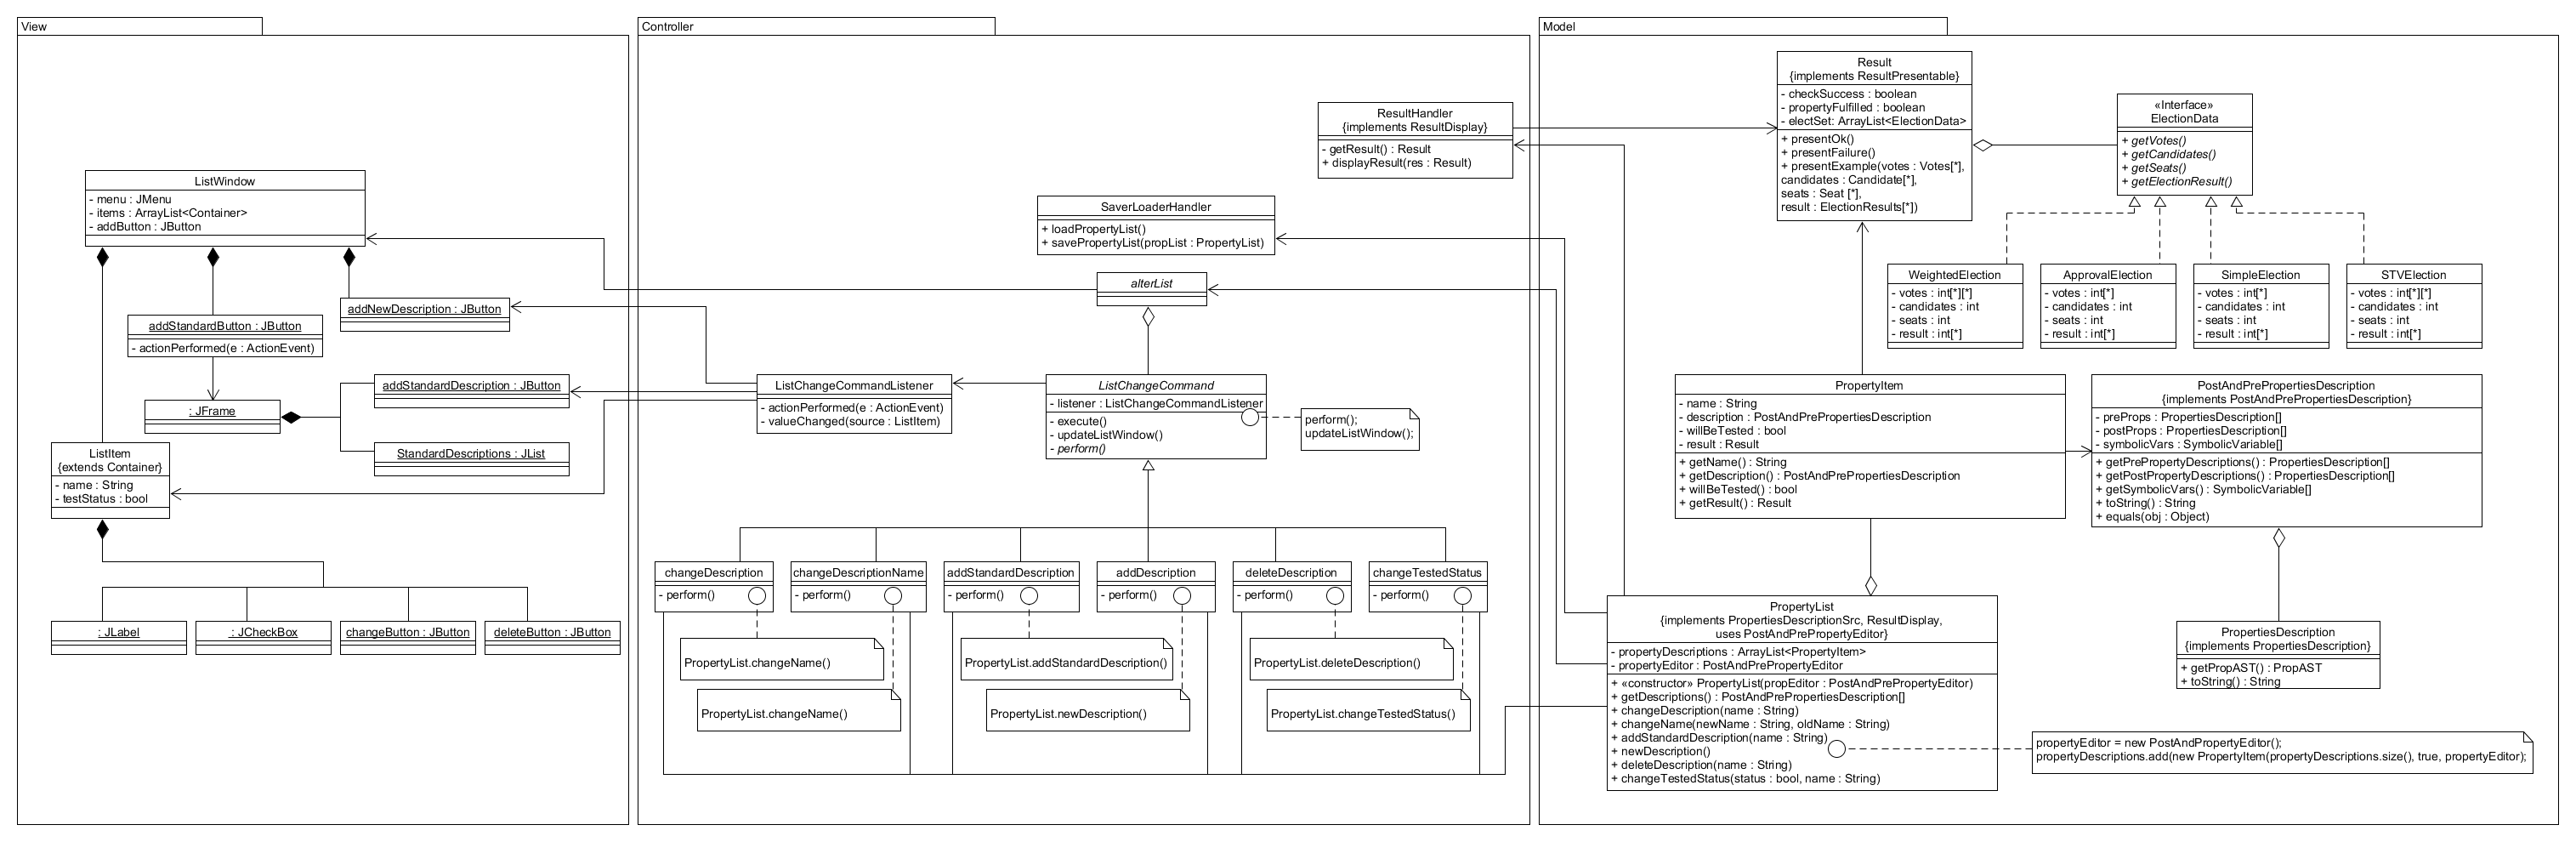 View
ListWindow
- menu : JMenu
- items : ArrayList<Container>
- addButton : JButton
addStandardButton : JButton
- actionPerformed(e : ActionEvent)
addNewDescription : JButton
: JFrame
addStandardDescription : JButton
StandardDescriptions : JList
ListItem
{extends Container}
- name : String
- testStatus : bool
: JLabel
: JCheckBox
changeButton : JButton
deleteButton : JButton
Controller
ResultHandler
{implements ResultDisplay}
- getResult() : Result
+ displayResult(res : Result)
SaverLoaderHandler
+ loadPropertyList()
+ savePropertyList(propList : PropertyList)
alterList
ListChangeCommandListener
- actionPerformed(e : ActionEvent)
- valueChanged(source : ListItem)
ListChangeCommand
- listener : ListChangeCommandListener
- execute()
- updateListWindow()
- perform()
perform();
updateListWindow();
changeDescription
- perform()
changeDescriptionName
- perform()
addStandardDescription
- perform()
addDescription
- perform()
deleteDescription
- perform()
changeTestedStatus
- perform()
PropertyList.changeName()
PropertyList.addStandardDescription()
PropertyList.deleteDescription()
PropertyList.changeName()
PropertyList.newDescription()
PropertyList.changeTestedStatus()
Model
Result
{implements ResultPresentable}
- checkSuccess : boolean
- propertyFulfilled : boolean
- electSet: ArrayList<ElectionData>
+ presentOk()
+ presentFailure()
+ presentExample(votes : Votes[*],
candidates : Candidate[*],
seats : Seat [*],
result : ElectionResults[*])
«Interface»
ElectionData
+ getVotes()
+ getCandidates()
+ getSeats()
+ getElectionResult()
WeightedElection
- votes : int[*][*]
- candidates : int
- seats : int
- result : int[*]
ApprovalElection
- votes : int[*]
- candidates : int
- seats : int
- result : int[*]
SimpleElection
- votes : int[*]
- candidates : int
- seats : int
- result : int[*]
STVElection
- votes : int[*][*]
- candidates : int
- seats : int
- result : int[*]
PropertyItem
- name : String
- description : PostAndPrePropertiesDescription
- willBeTested : bool
- result : Result
+ getName() : String
+ getDescription() : PostAndPrePropertiesDescription
+ willBeTested() : bool
+ getResult() : Result
PostAndPrePropertiesDescription
{implements PostAndPrePropertiesDescription}
- preProps : PropertiesDescription[]
- postProps : PropertiesDescription[]
- symbolicVars : SymbolicVariable[]
+ getPrePropertyDescriptions() : PropertiesDescription[]
+ getPostPropertyDescriptions() : PropertiesDescription[]
+ getSymbolicVars() : SymbolicVariable[]
+ toString() : String
+ equals(obj : Object)
PropertyList
{implements PropertiesDescriptionSrc, ResultDisplay,
uses PostAndPrePropertyEditor}
- propertyDescriptions : ArrayList<PropertyItem>
- propertyEditor : PostAndPrePropertyEditor
+ «constructor» PropertyList(propEditor : PostAndPrePropertyEditor)
+ getDescriptions() : PostAndPrePropertiesDescription[]
+ changeDescription(name : String)
+ changeName(newName : String, oldName : String)
+ addStandardDescription(name : String)
+ newDescription()
+ deleteDescription(name : String)
+ changeTestedStatus(status : bool, name : String)
PropertiesDescription
{implements PropertiesDescription}
+ getPropAST() : PropAST
+ toString() : String
propertyEditor = new PostAndPropertyEditor();
propertyDescriptions.add(new PropertyItem(propertyDescriptions.size(), true, propertyEditor);